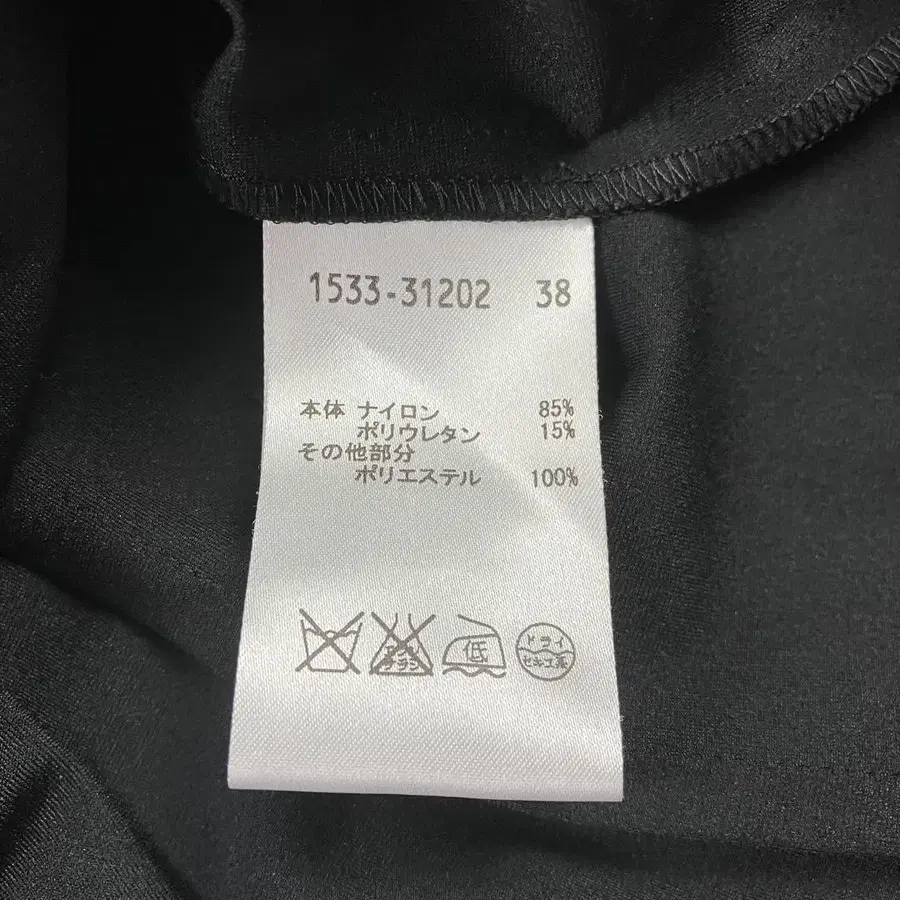 1533-31202 38
本体 ナイロン 85%
ポリウレタン 15%
その他部分
ポリエステル 100%
低
ドライ
セキユ系